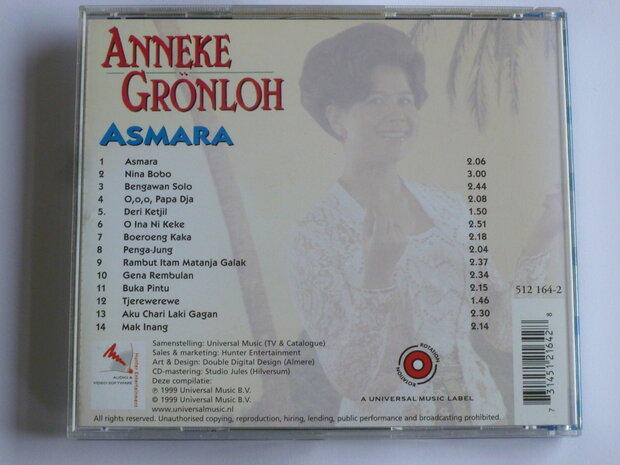 ANNEKE
GRÖNLOH
ASMARA
1 Asmara 2.06
2 Nina Bobo 3.00
3 Bengawan Solo 2.44
4 O,o,o, Papa Dja 2.08
5. Deri Ketjil 1.50
6 O Ina Ni Keke 2.51
7 Boeroeng Kaka 2.18
8 Penga-Jung 2.04
9 Rambut Itam Matanja Galak 2.37
10 Gena Rembulan 2.34
11 Buka Pintu 2.15
12 Tjerewerewe 1.46
13 Aku Chari Laki Gagan 2.30
14 Mak Inang 2.14
512 164-2
7 31451 21642 8
AUDIO &
VIDEO SOFTWARE
Hunter Entertainment
Samenstelling: Universal Music (TV & Catalogue)
Sales & marketing: Hunter Entertainment
Art & Design: Double Digital Design (Almere)
CD-mastering: Studio Jules (Hilversum)
Deze compilatie:
℗ 1999 Universal Music B.V.
© 1999 Universal Music B.V.
www.universalmusic.nl
ROTATION
ROTATION
A UNIVERSAL MUSIC LABEL
All rights reserved. Unauthorised copying, reproduction, hiring, lending, public performance and broadcasting prohibited.